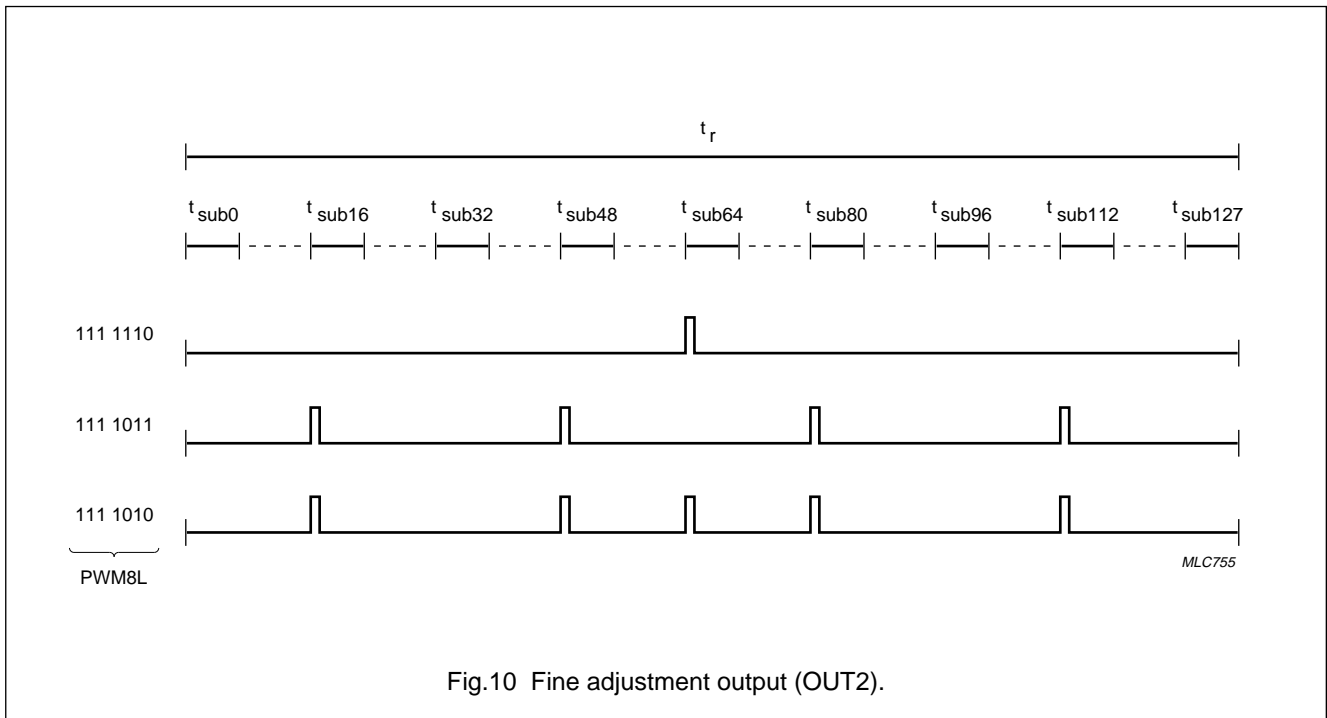 t r
t sub0 t sub16 t sub32 t sub48 t sub64 t sub80 t sub96 t sub112 t sub127
111 1110
111 1011
111 1010
PWM8L
MLC755
Fig.10 Fine adjustment output (OUT2).